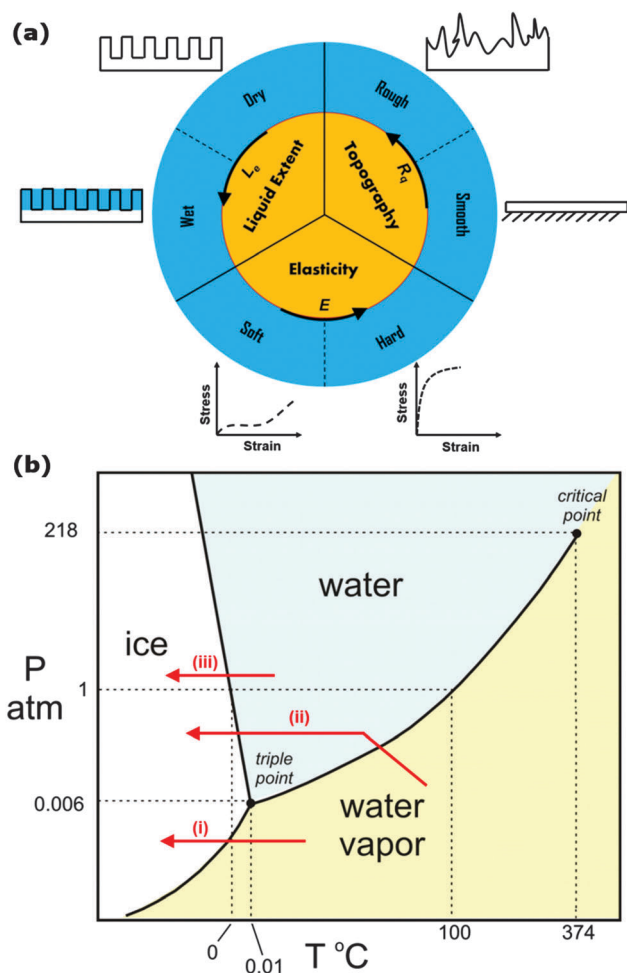 (a)
Dry
Rough
Le
Liquid Extent
Topography
Rq
Wet
Smooth
Elasticity
E
Soft
Hard
Stress
Strain
Stress
Strain
(b)
critical
point
218
water
ice
(iii)
P
atm
1
(ii)
triple
point
0.006
water
vapor
(i)
0
0.01
T °C
100
374